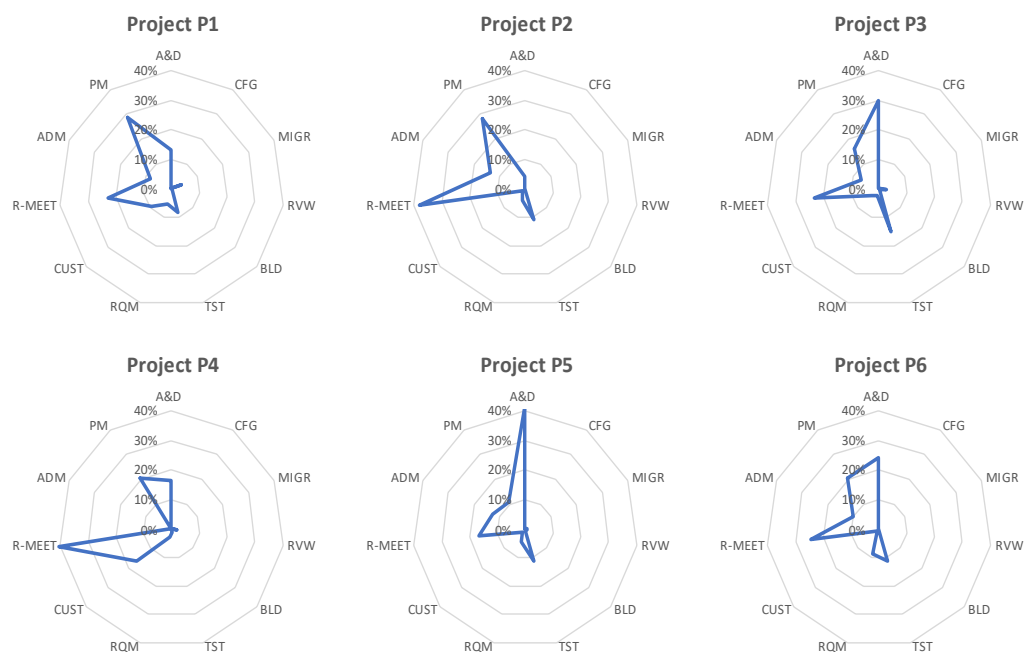 Project P1
A&D
40%
PM
CFG
30%
ADM
20%
MIGR
10%
0%
R-MEET
RVW
CUST
BLD
RQM
TST
Project P2
A&D
40%
PM
CFG
30%
ADM
20%
MIGR
10%
0%
R-MEET
RVW
CUST
BLD
RQM
TST
Project P3
A&D
40%
PM
CFG
30%
ADM
20%
MIGR
10%
0%
R-MEET
RVW
CUST
BLD
RQM
TST
Project P4
A&D
40%
PM
CFG
30%
ADM
20%
MIGR
10%
0%
R-MEET
RVW
CUST
BLD
RQM
TST
Project P5
A&D
40%
PM
CFG
30%
ADM
20%
MIGR
10%
0%
R-MEET
RVW
CUST
BLD
RQM
TST
Project P6
A&D
40%
PM
CFG
30%
ADM
20%
MIGR
10%
0%
R-MEET
RVW
CUST
BLD
RQM
TST